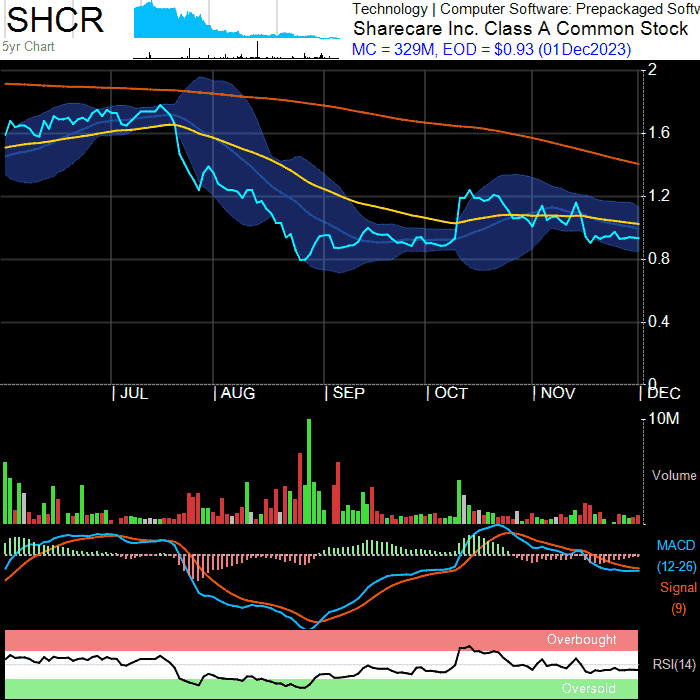 SHCR
5yr Chart
Technology | Computer Software: Prepackaged Softw
Sharecare Inc. Class A Common Stock
MC = 329M, EOD = $0.93 (01Dec2023)
2
1.6
1.2
0.8
0.4
0
JUL AUG SEP OCT NOV DEC
10M
Volume
MACD
(12-26)
Signal
(9)
Overbought
RSI(14)
Oversold